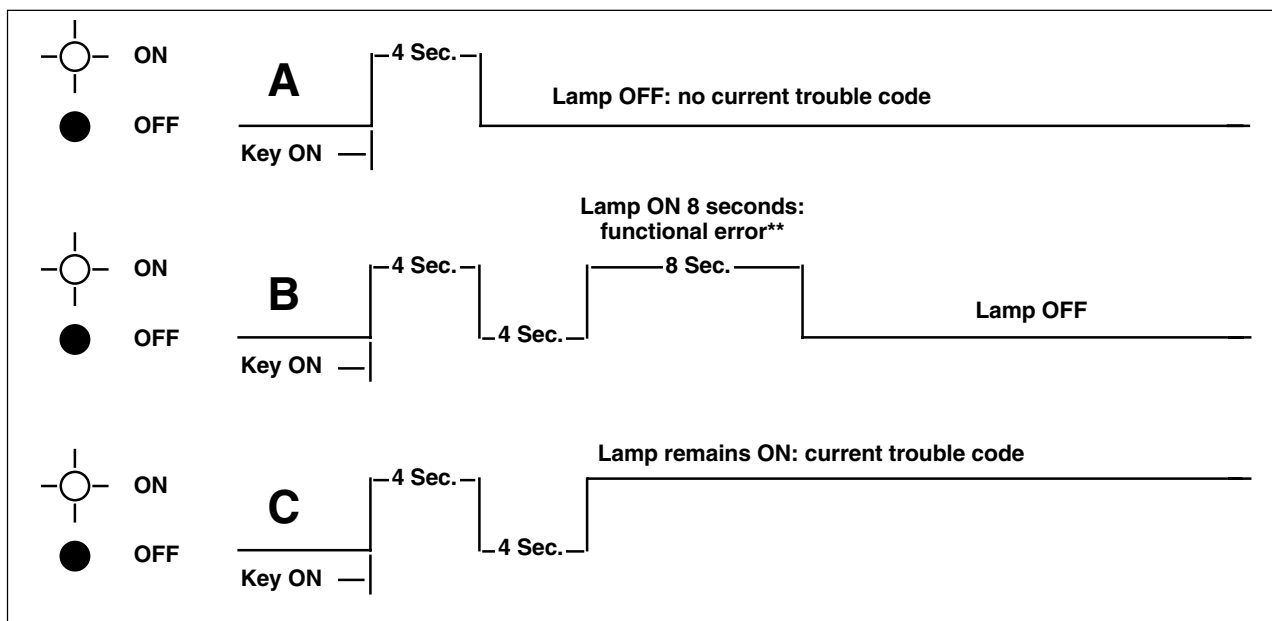 ON
A
4 Sec.
Lamp OFF: no current trouble code
OFF
Key ON
Lamp ON 8 seconds:
functional error**
ON
B
4 Sec.
8 Sec.
Lamp OFF
OFF
4 Sec.
Key ON
Lamp remains ON: current trouble code
ON
C
4 Sec.
OFF
4 Sec.
Key ON